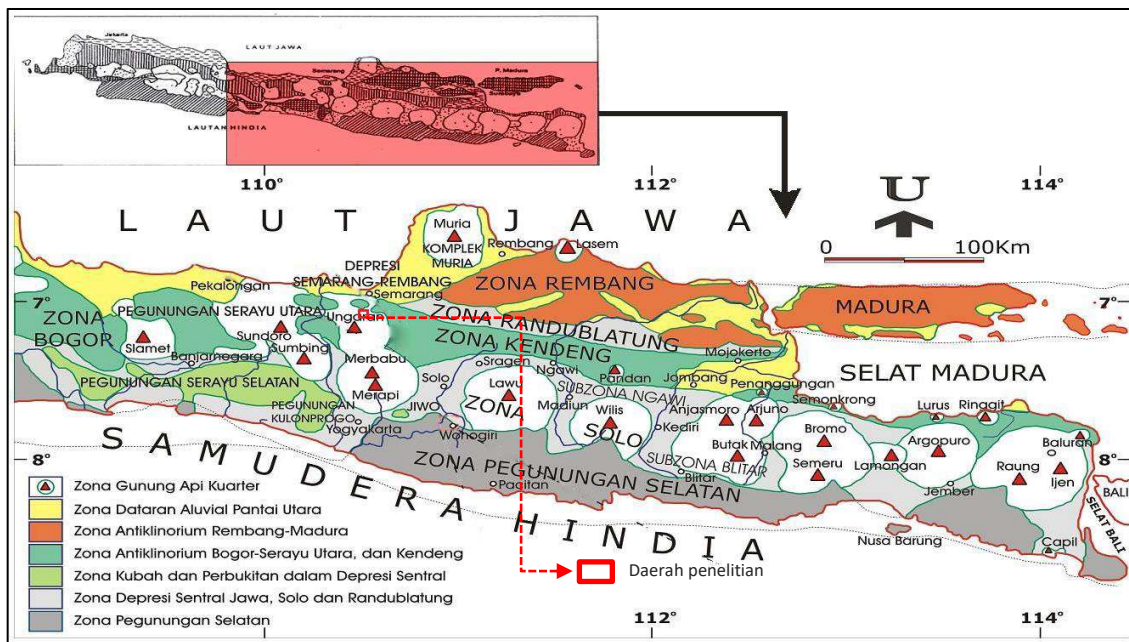 Jakarta
LAUT JAWA
Semarang
P. Madura
Surabaya
LAUTAN HINDIA
110°
112°
114°
U
0 100Km
LAUT JAWA
Muria
KOMPLEK
MURIA
Rembang
Lasem
DEPRESI
SEMARANG-REMBANG
Semarang
Pekalongan
ZONA REMBANG
MADURA
7°
7°
ZONA
BOGOR
PEGUNUNGAN SERAYU UTARA
Ungaran
ZONA RANDUBLATUNG
ZONA KENDENG
Mojokerto
SELAT MADURA
Slamet
Sundoro
Sumbing
Banjarnegara
Merbabu
Merapi
Sragen
Ngawi
Pandan
Jombang
Penanggungan
Semonkrong
Lurus
Ringgit
PEGUNUNGAN SERAYU SELATAN
Solo
Lawu
ZONA
SOLO
Madiun
SUBZONA NGAWI
Wilis
Kediri
Anjasmoro
Arjuno
Bromo
Argopuro
Baluran
PEGUNUNGAN
KULONPROGO
Yogyakarta
JIWO
Wonogiri
Butak
Malang
Semeru
Lamongan
Raung
Ijen
8°
8°
SUBZONA BLITAR
Blitar
Jember
BALI
SELAT BALI
ZONA PEGUNUNGAN SELATAN
Pacitan
SAMUDERA HINDIA
Nusa Barung
Capil
Zona Gunung Api Kuarter
Zona Dataran Aluvial Pantai Utara
Zona Antiklinorium Rembang-Madura
Zona Antiklinorium Bogor-Serayu Utara, dan Kendeng
Zona Kubah dan Perbukitan dalam Depresi Sentral
Zona Depresi Sentral Jawa, Solo dan Randublatung
Zona Pegunungan Selatan
Daerah penelitian
112°
114°